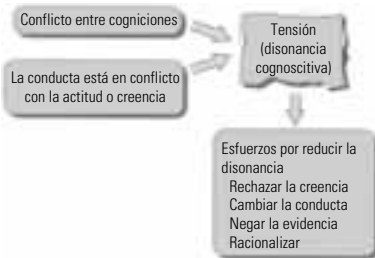 Conflicto entre cogniciones
La conducta está en conflicto
con la actitud o creencia
Tensión
(disonancia
cognoscitiva)
Esfuerzos por reducir la
disonancia
Rechazar la creencia
Cambiar la conducta
Negar la evidencia
Racionalizar